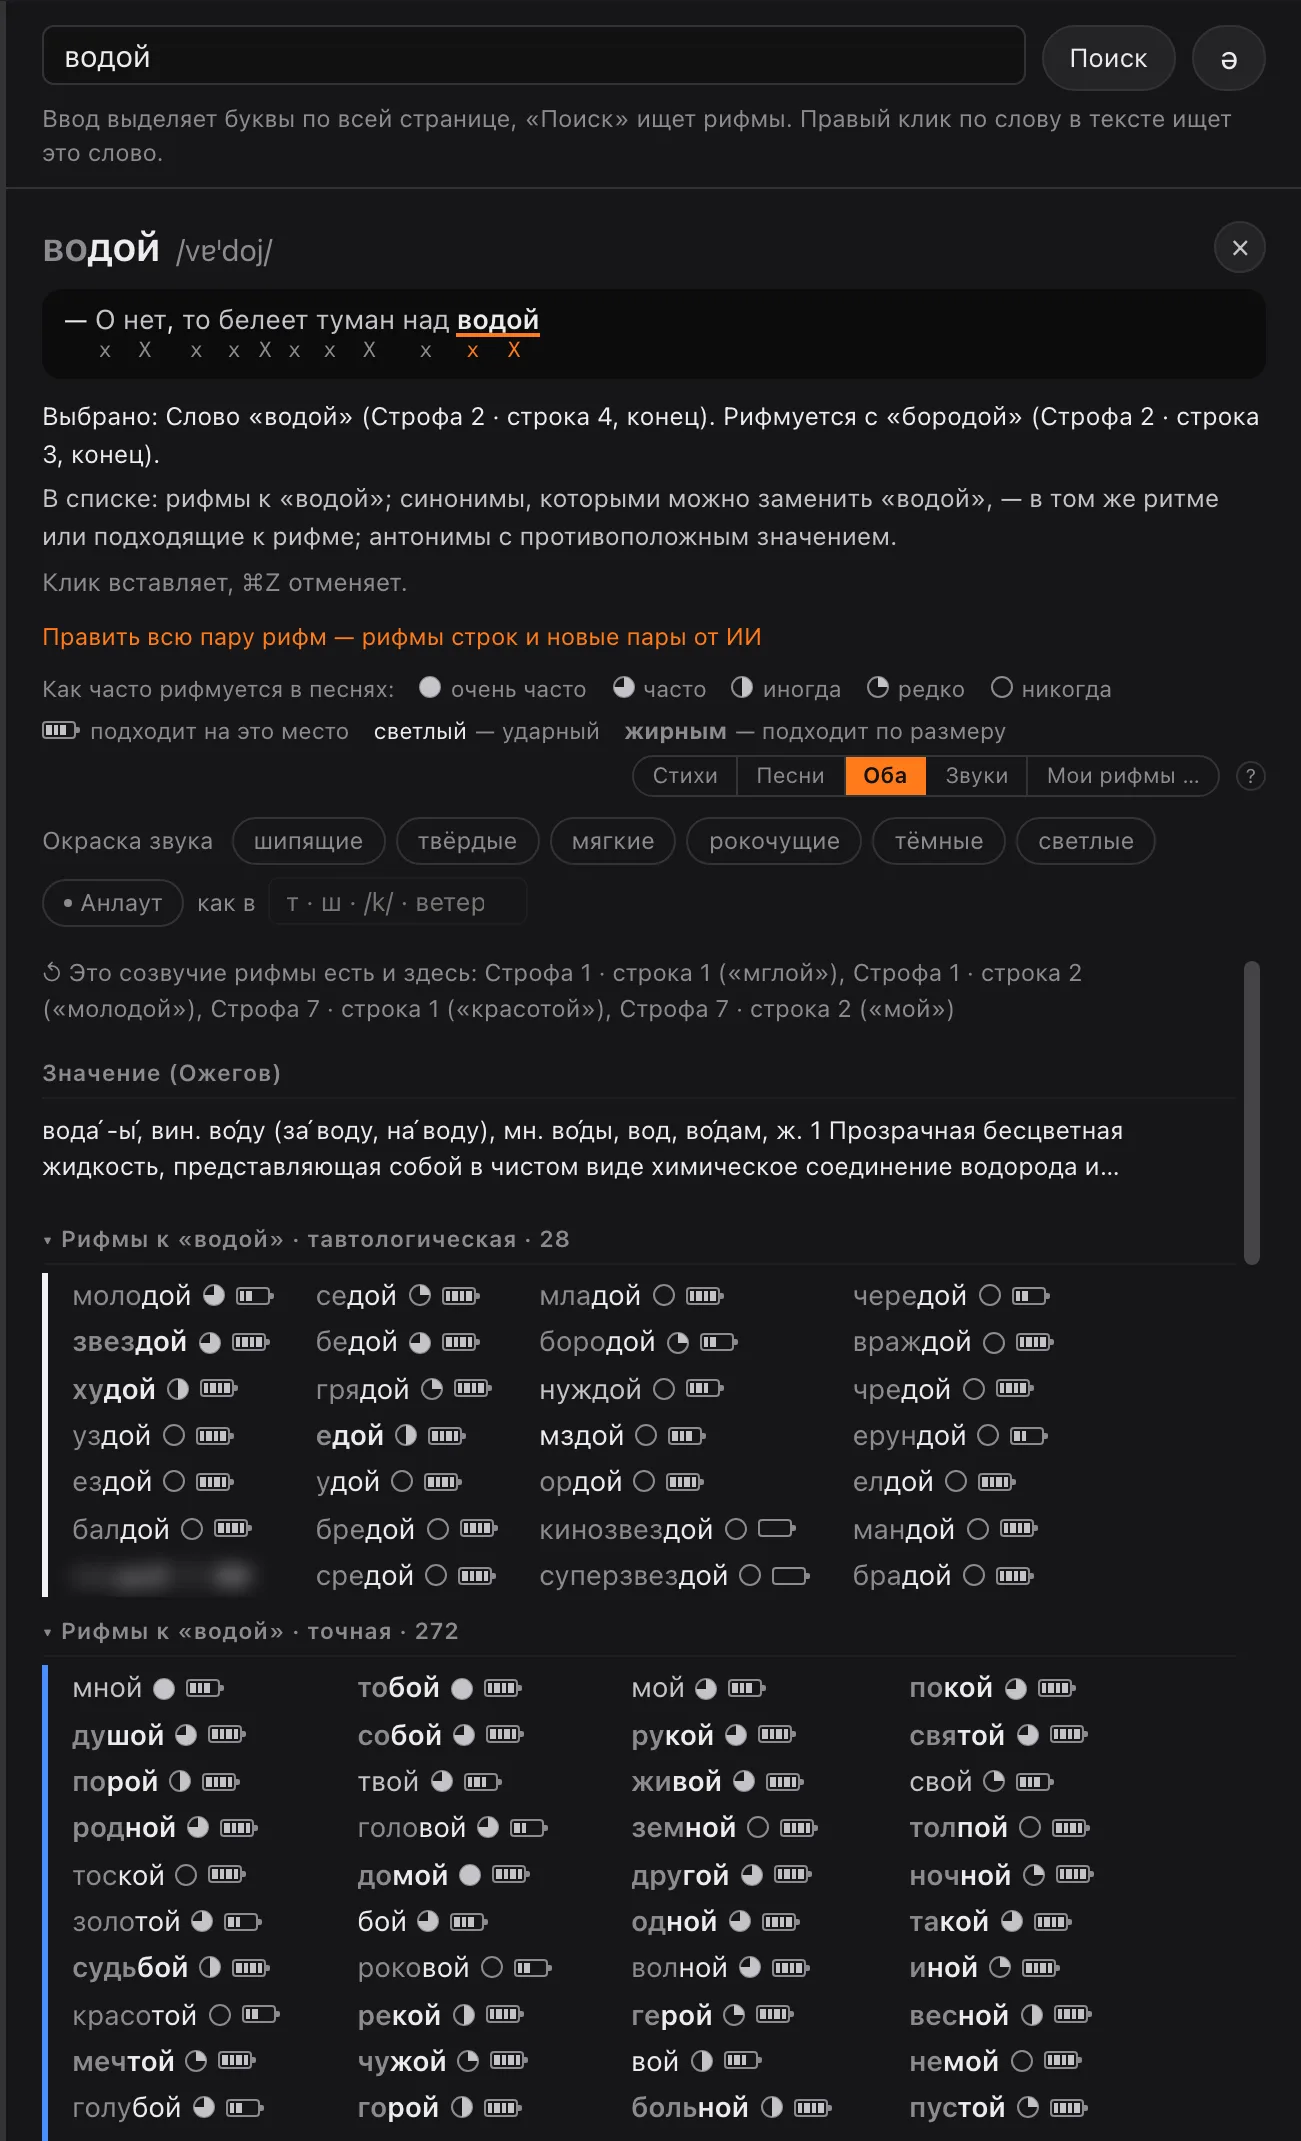 водой
Поиск
ə
Ввод выделяет буквы по всей странице, «Поиск» ищет рифмы. Правый клик по слову в тексте ищет
это слово.
водой /vɐˈdoj/
×
— О нет, то белеет туман над водой
x X x x X x x X x x X
Выбрано: Слово «водой» (Строфа 2 · строка 4, конец). Рифмуется с «бородой» (Строфа 2 · строка
3, конец).
В списке: рифмы к «водой»; синонимы, которыми можно заменить «водой», — в том же ритме
или подходящие к рифме; антонимы с противоположным значением.
Клик вставляет, ⌘Z отменяет.
Править всю пару рифм — рифмы строк и новые пары от ИИ
Как часто рифмуется в песнях: очень часто часто иногда редко никогда
подходит на это место светлый — ударный жирным — подходит по размеру
Стихи Песни Оба Звуки Мои рифмы ... ?
Окраска звука шипящие твёрдые мягкие рокочущие тёмные светлые
• Анлаут как в т · ш · /k/ · ветер
↺ Это созвучие рифмы есть и здесь: Строфа 1 · строка 1 («мглой»), Строфа 1 · строка 2
(«молодой»), Строфа 7 · строка 1 («красотой»), Строфа 7 · строка 2 («мой»)
Значение (Ожегов)
вода́ -ы́, вин. во́ду (за́ воду, на́ воду), мн. во́ды, вод, во́дам, ж. 1 Прозрачная бесцветная
жидкость, представляющая собой в чистом виде химическое соединение водорода и...
▾ Рифмы к «водой» · тавтологическая · 28
молодой седой младой чередой
звездой бедой бородой враждой
худой грядой нуждой чредой
уздой едой мздой ерундой
ездой удой ордой елдой
балдой бредой кинозвездой мандой
средой суперзвездой брадой
▾ Рифмы к «водой» · точная · 272
мной тобой мой покой
душой собой рукой святой
порой твой живой свой
родной головой земной толпой
тоской домой другой ночной
золотой бой одной такой
судьбой роковой волной иной
красотой рекой герой весной
мечтой чужой вой немой
голубой горой больной пустой